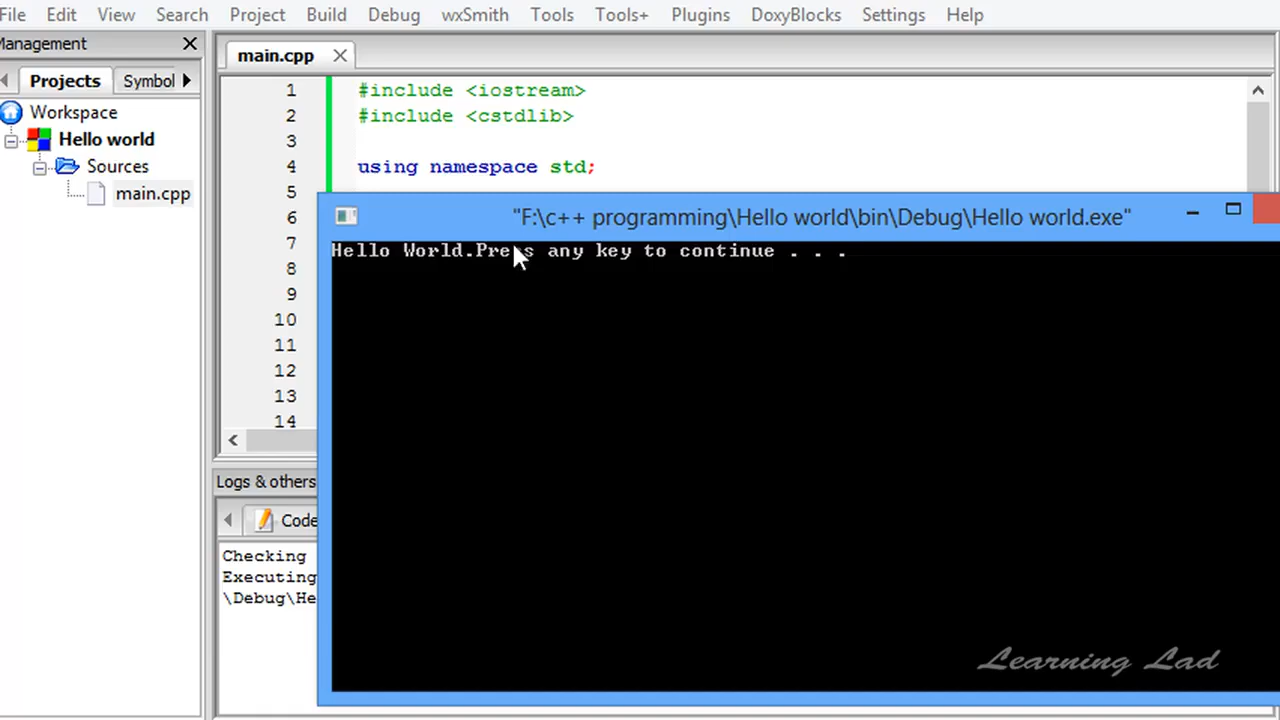 File Edit View Search Project Build Debug wxSmith Tools Tools+ Plugins DoxyBlocks Settings Help
Management
main.cpp
Projects Symbol
Workspace
Hello world
Sources
main.cpp
1 #include <iostream>
2 #include <cstdlib>
3
4 using namespace std;
5
6
7
8
9
10
11
12
13
14
"F:\c++ programming\Hello world\bin\Debug\Hello world.exe"
Hello World.Press any key to continue . . .
Logs & others
Code
Checking
Executing
\Debug\He
Learning Lad